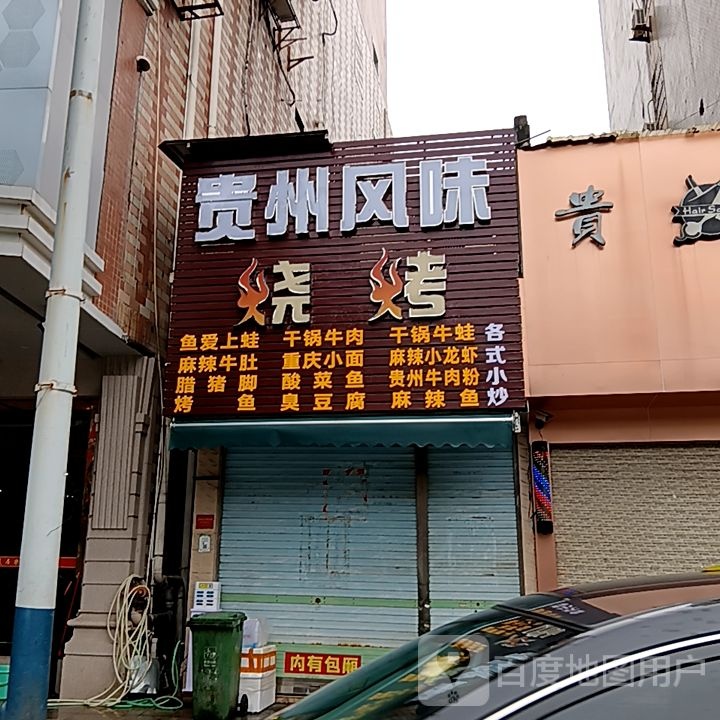 贵州风味
烧烤
鱼爱上蛙 干锅牛肉 干锅牛蛙
麻辣牛肚 重庆小面 麻辣小龙虾
腊猪脚 酸菜鱼 贵州牛肉粉
烤鱼 臭豆腐 麻辣鱼
各式小炒
贵
Hair Sa
内有包厢
百度地图用户